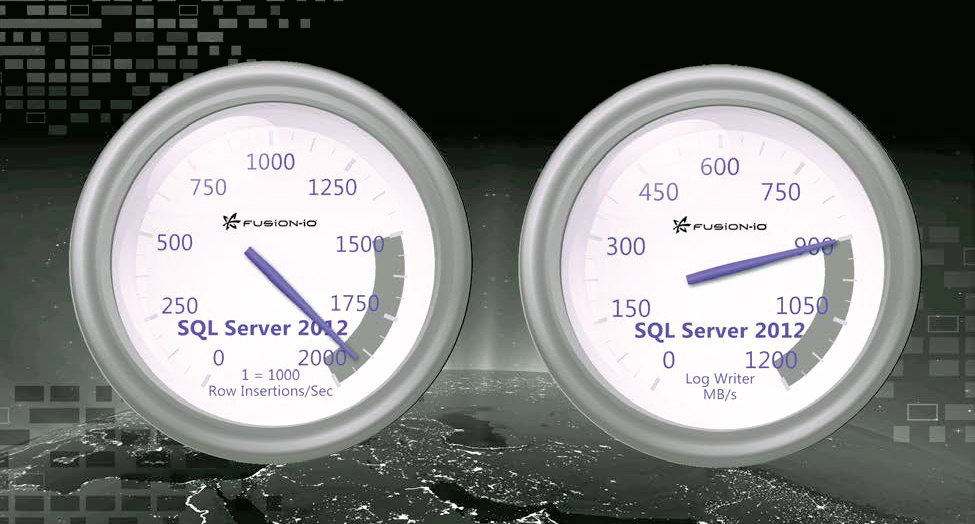 1000
750
1250
FUSION-iO
500
1500
250
1750
SQL Server 2012
0
2000
1 = 1000
Row Insertions/Sec
600
450
750
FUSION-iO
300
900
150
1050
SQL Server 2012
0
1200
Log Writer
MB/s